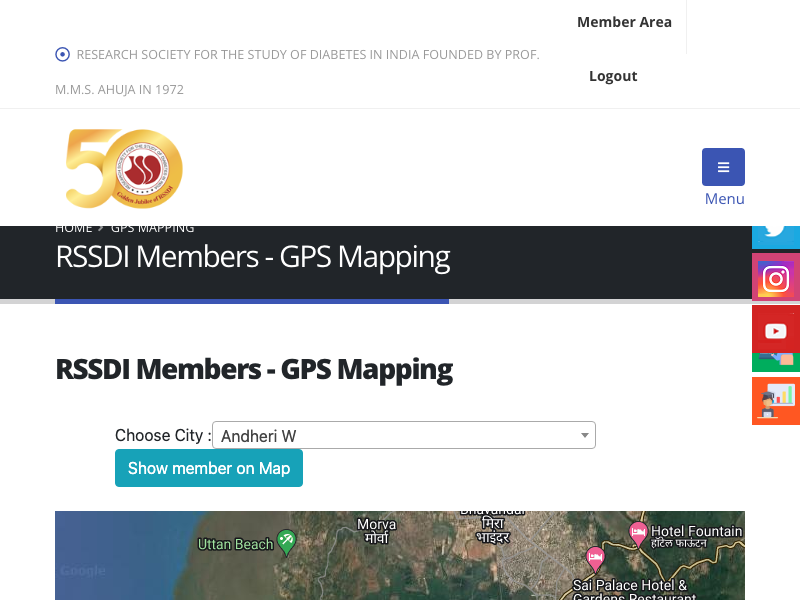 Member Area
RESEARCH SOCIETY FOR THE STUDY OF DIABETES IN INDIA FOUNDED BY PROF.
M.M.S. AHUJA IN 1972
Logout
50
Golden Jubilee of RSSDI
Menu
HOME > GPS MAPPING
RSSDI Members - GPS Mapping
RSSDI Members - GPS Mapping
Choose City : Andheri W
Show member on Map
Bhayandar
मिरा
भाइंदर
Morva
मोर्वा
Uttan Beach
Hotel Fountain
हॉटेल फाऊंटन
Google
Sai Palace Hotel &
Gardens Restaurant